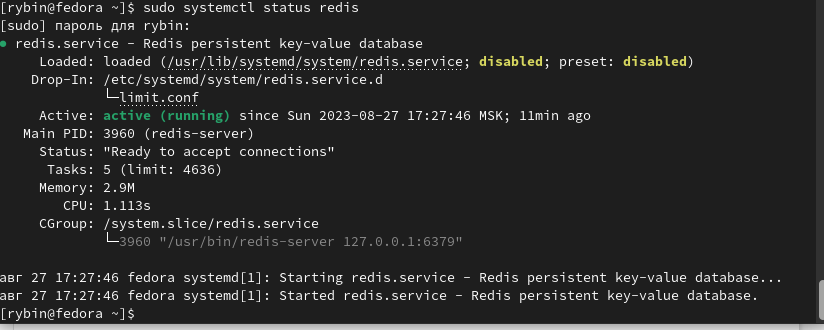 [rybin@fedora ~]$ sudo systemctl status redis
[sudo] пароль для rybin:
● redis.service - Redis persistent key-value database
     Loaded: loaded (/usr/lib/systemd/system/redis.service; disabled; preset: disabled)
    Drop-In: /etc/systemd/system/redis.service.d
             └─limit.conf
     Active: active (running) since Sun 2023-08-27 17:27:46 MSK; 11min ago
   Main PID: 3960 (redis-server)
     Status: "Ready to accept connections"
      Tasks: 5 (limit: 4636)
     Memory: 2.9M
        CPU: 1.113s
     CGroup: /system.slice/redis.service
             └─3960 "/usr/bin/redis-server 127.0.0.1:6379"

авг 27 17:27:46 fedora systemd[1]: Starting redis.service - Redis persistent key-value database...
авг 27 17:27:46 fedora systemd[1]: Started redis.service - Redis persistent key-value database.
[rybin@fedora ~]$